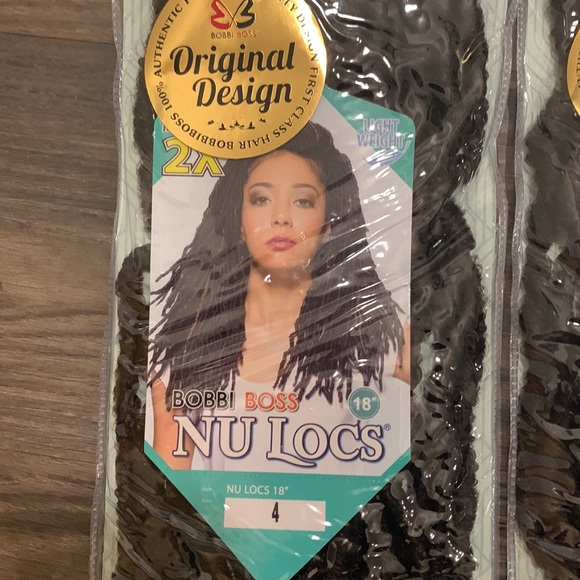 BOBBI BOSS
Original
Design
FIRST CLASS HAIR BOBBIBOSS 100% AUTHENTIC
DESIGN
2X
LIGHT
WEIGHT
BOBBI BOSS
18"
NU LOCS®
NU LOCS 18"
4